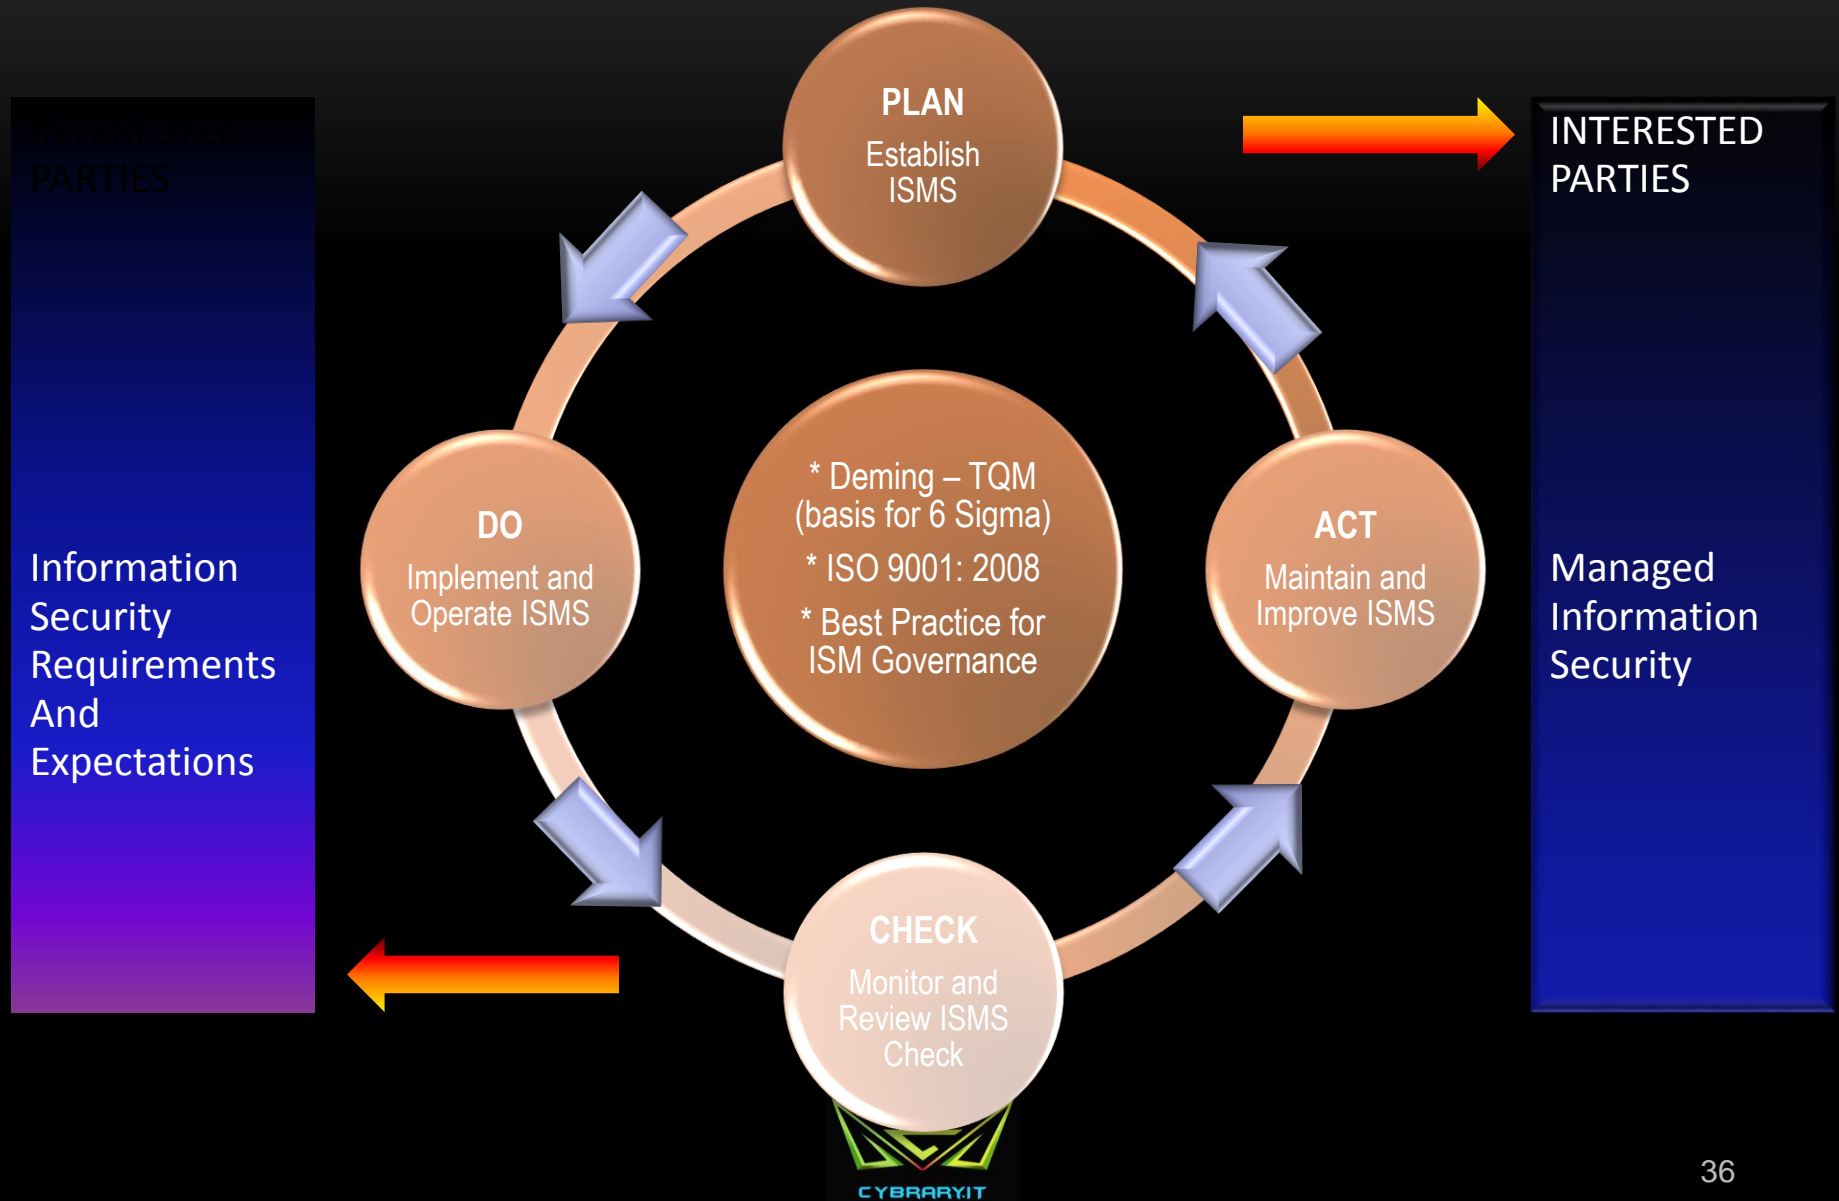 INTERESTED
PARTIES
Information
Security
Requirements
And
Expectations
PLAN
Establish
ISMS
DO
Implement and
Operate ISMS
* Deming – TQM
(basis for 6 Sigma)
* ISO 9001: 2008
* Best Practice for
ISM Governance
ACT
Maintain and
Improve ISMS
CHECK
Monitor and
Review ISMS
Check
INTERESTED
PARTIES
Managed
Information
Security
CYBRARY.IT
36